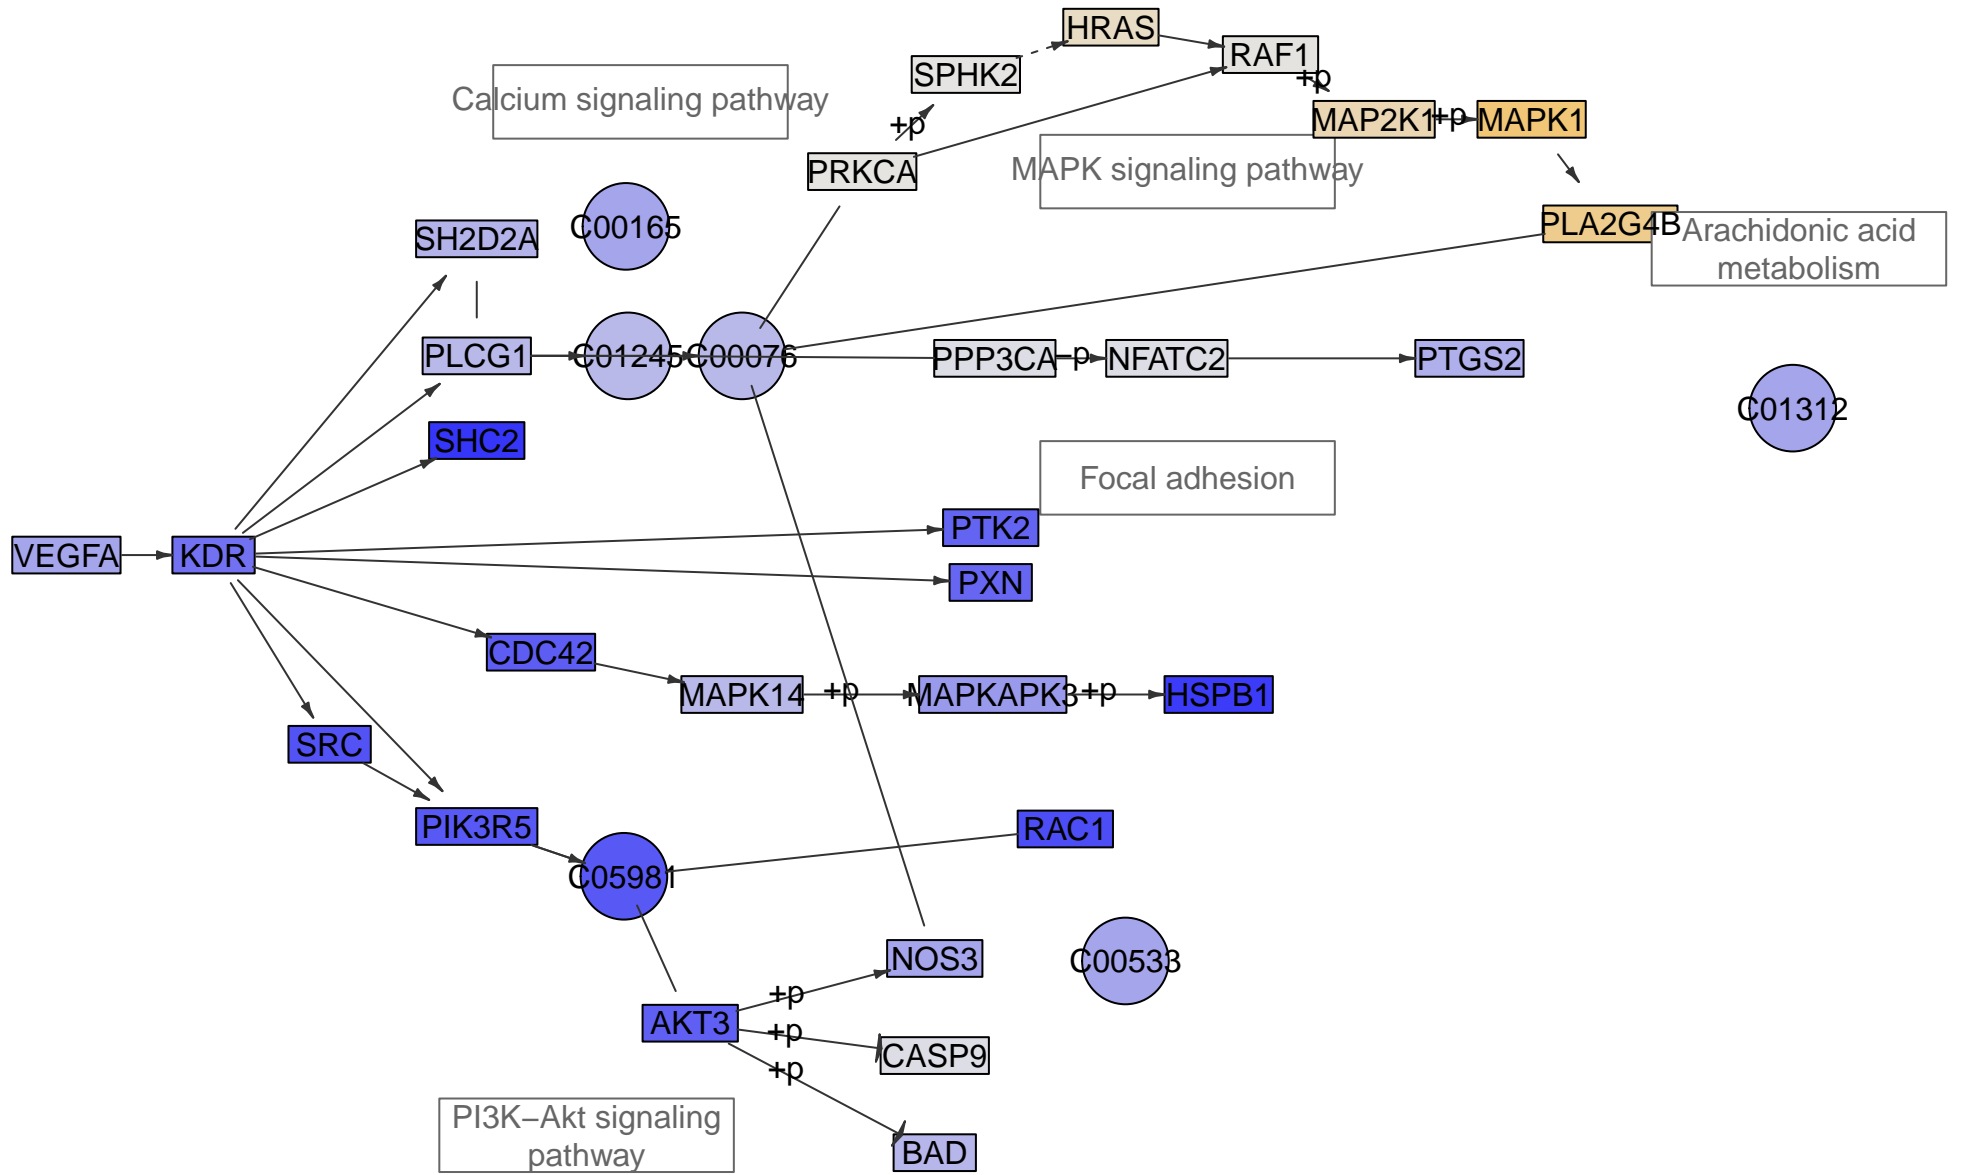 HRAS
RAF1
SPHK2
+p
Calcium signaling pathway
MAP2K1
+p
MAPK1
+p
PRKCA
MAPK signaling pathway
SH2D2A
C00165
PLA2G4B
Arachidonic acid
metabolism
PLCG1
C01245
C00076
PPP3CA
-p
NFATC2
PTGS2
C01312
SHC2
Focal adhesion
PTK2
VEGFA
KDR
PXN
CDC42
MAPK14
+p
MAPKAPK3
+p
HSPB1
SRC
PIK3R5
RAC1
C05981
NOS3
C00533
+p
AKT3
+p
CASP9
+p
PI3K−Akt signaling
pathway
BAD